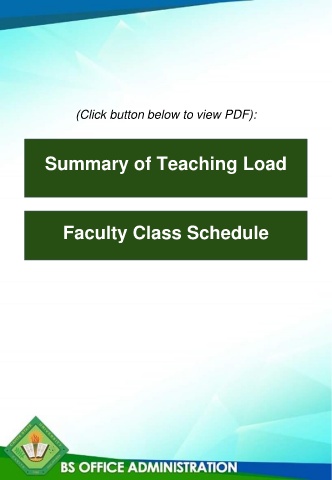 (Click button below to view PDF):
Summary of Teaching Load
Faculty Class Schedule
BS OFFICE ADMINISTRATION